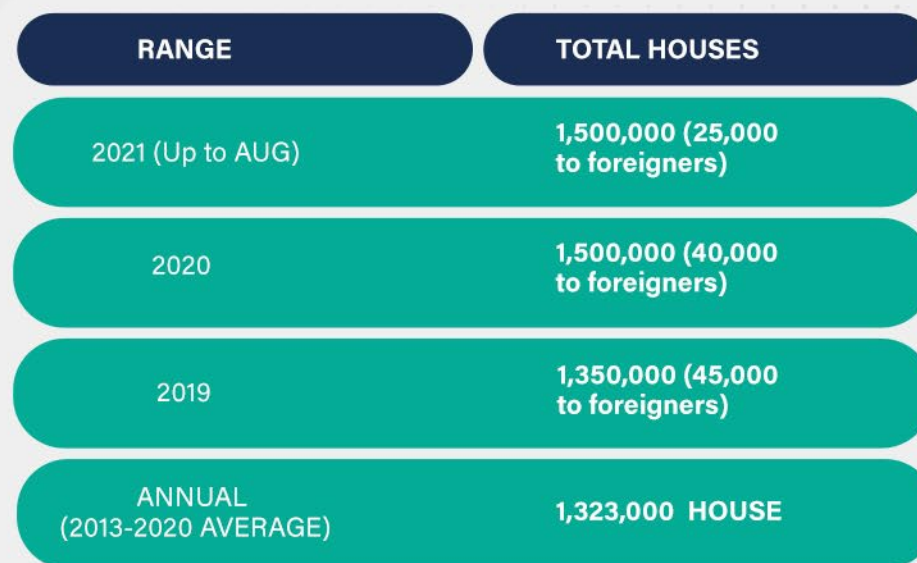 RANGE
TOTAL HOUSES
2021 (Up to AUG)
1,500,000 (25,000
to foreigners)
2020
1,500,000 (40,000
to foreigners)
2019
1,350,000 (45,000
to foreigners)
ANNUAL
(2013-2020 AVERAGE)
1,323,000 HOUSE